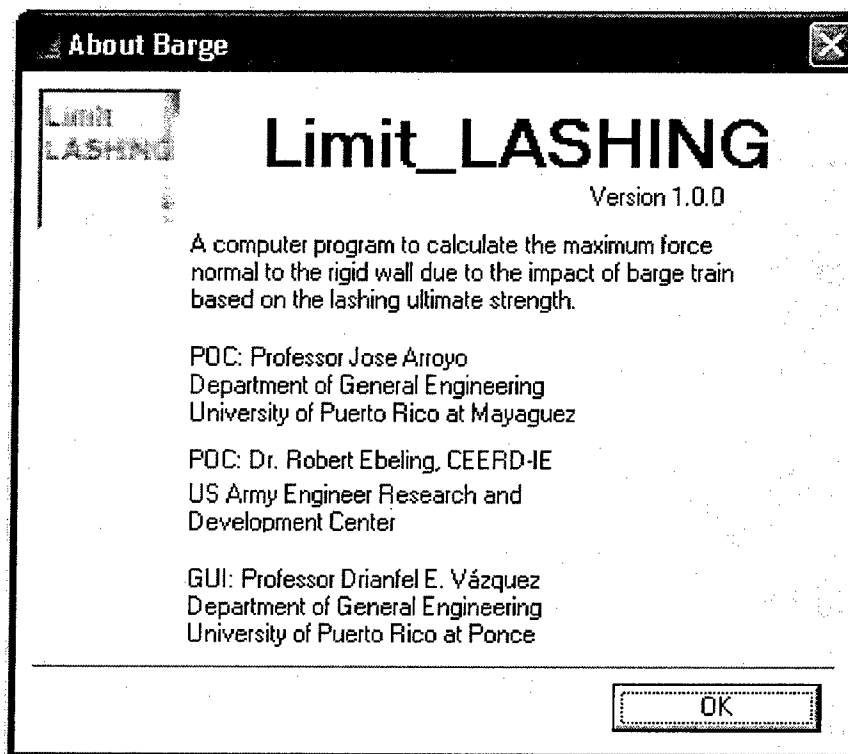 About Barge
Limit
LASHING
Limit_LASHING
Version 1.0.0
A computer program to calculate the maximum force
normal to the rigid wall due to the impact of barge train
based on the lashing ultimate strength.
POC: Professor Jose Arroyo
Department of General Engineering
University of Puerto Rico at Mayaguez
POC: Dr. Robert Ebeling, CEERD-IE
US Army Engineer Research and
Development Center
GUI: Professor Drianfel E. Vázquez
Department of General Engineering
University of Puerto Rico at Ponce
OK